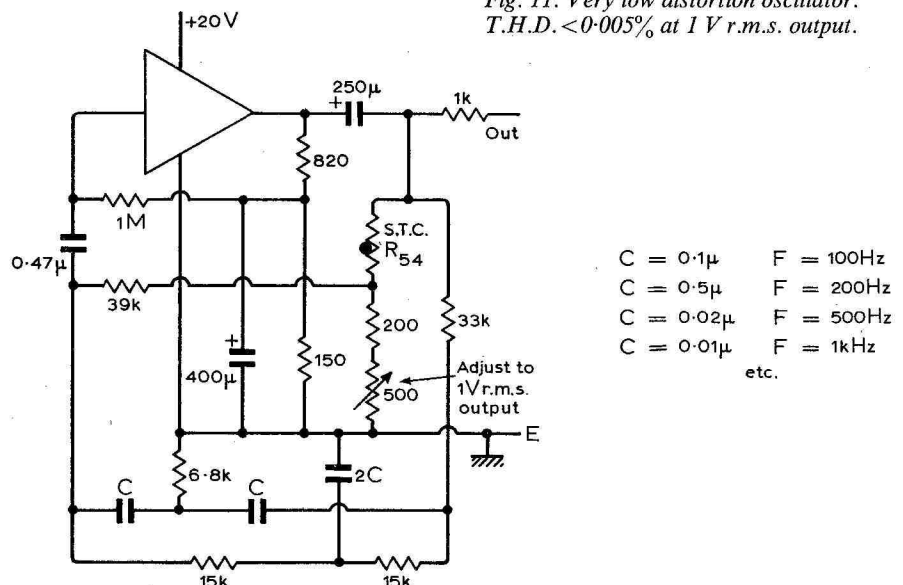 Fig. 11. Very low distortion oscillator.
T.H.D.<0·005% at 1 V r.m.s. output.
+20V
250µ
+
1k
Out
820
1M
S.T.C.
R54
0·47µ
39k
200
33k
+
400µ
150
500
Adjust to
1V r.m.s.
output
E
6·8k
2C
C
C
15k
15k
C = 0·1µ F = 100Hz
C = 0·5µ F = 200Hz
C = 0·02µ F = 500Hz
C = 0·01µ F = 1kHz
etc.